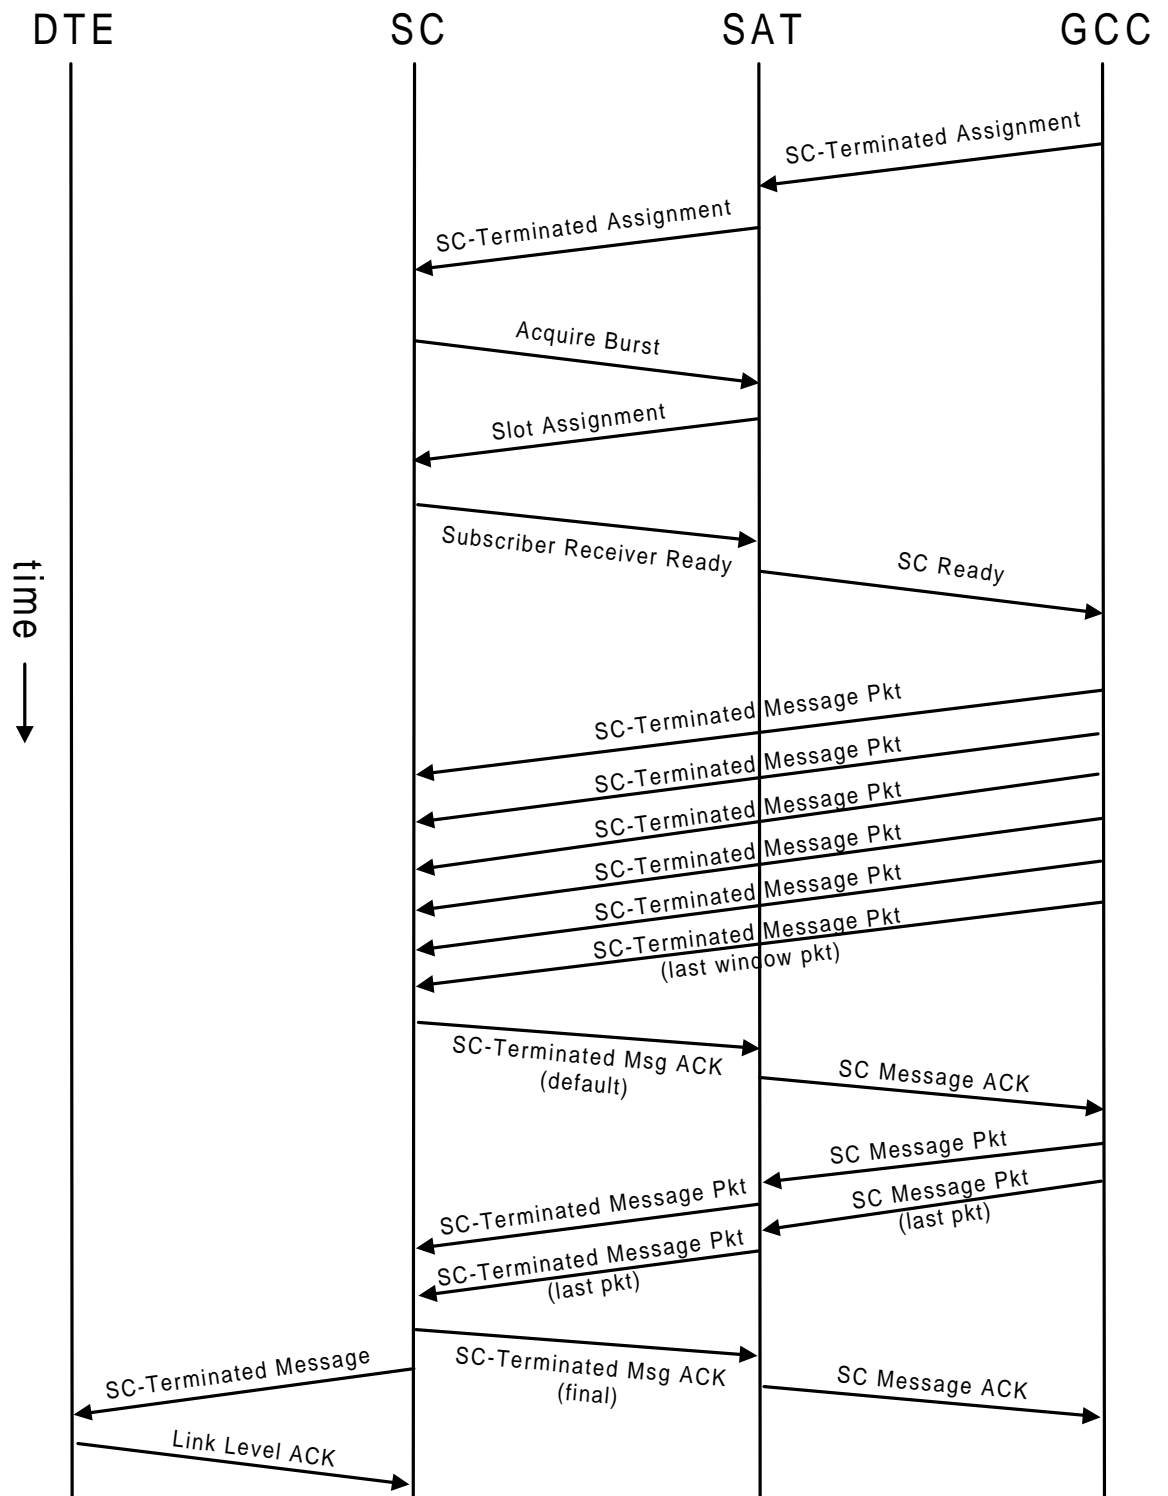 DTE SC SAT GCC
SC-Terminated Assignment
SC-Terminated Assignment
Acquire Burst
Slot Assignment
Subscriber Receiver Ready
SC Ready
time
SC-Terminated Message Pkt
SC-Terminated Message Pkt
SC-Terminated Message Pkt
SC-Terminated Message Pkt
SC-Terminated Message Pkt
SC-Terminated Message Pkt
(last window pkt)
SC-Terminated Msg ACK
(default)
SC Message ACK
SC Message Pkt
SC Message Pkt
(last pkt)
SC-Terminated Message Pkt
SC-Terminated Message Pkt
(last pkt)
SC-Terminated Msg ACK
(final)
SC-Terminated Message
SC Message ACK
Link Level ACK